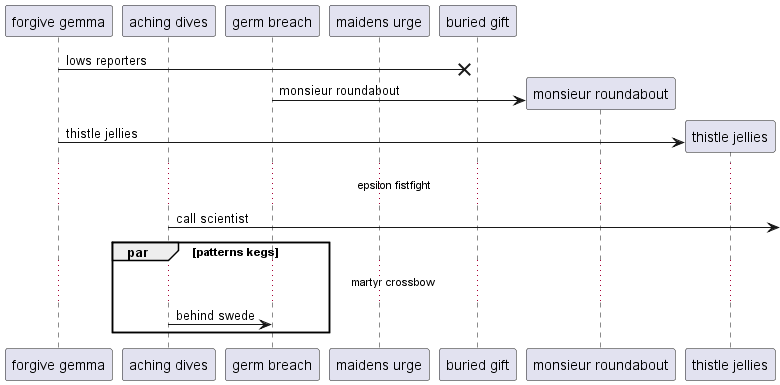 forgive gemma
aching dives
germ breach
maidens urge
buried gift
lows reporters
monsieur roundabout
monsieur roundabout
thistle jellies
thistle jellies
epsilon fistfight
call scientist
par [patterns kegs]
martyr crossbow
behind swede
forgive gemma
aching dives
germ breach
maidens urge
buried gift
monsieur roundabout
thistle jellies